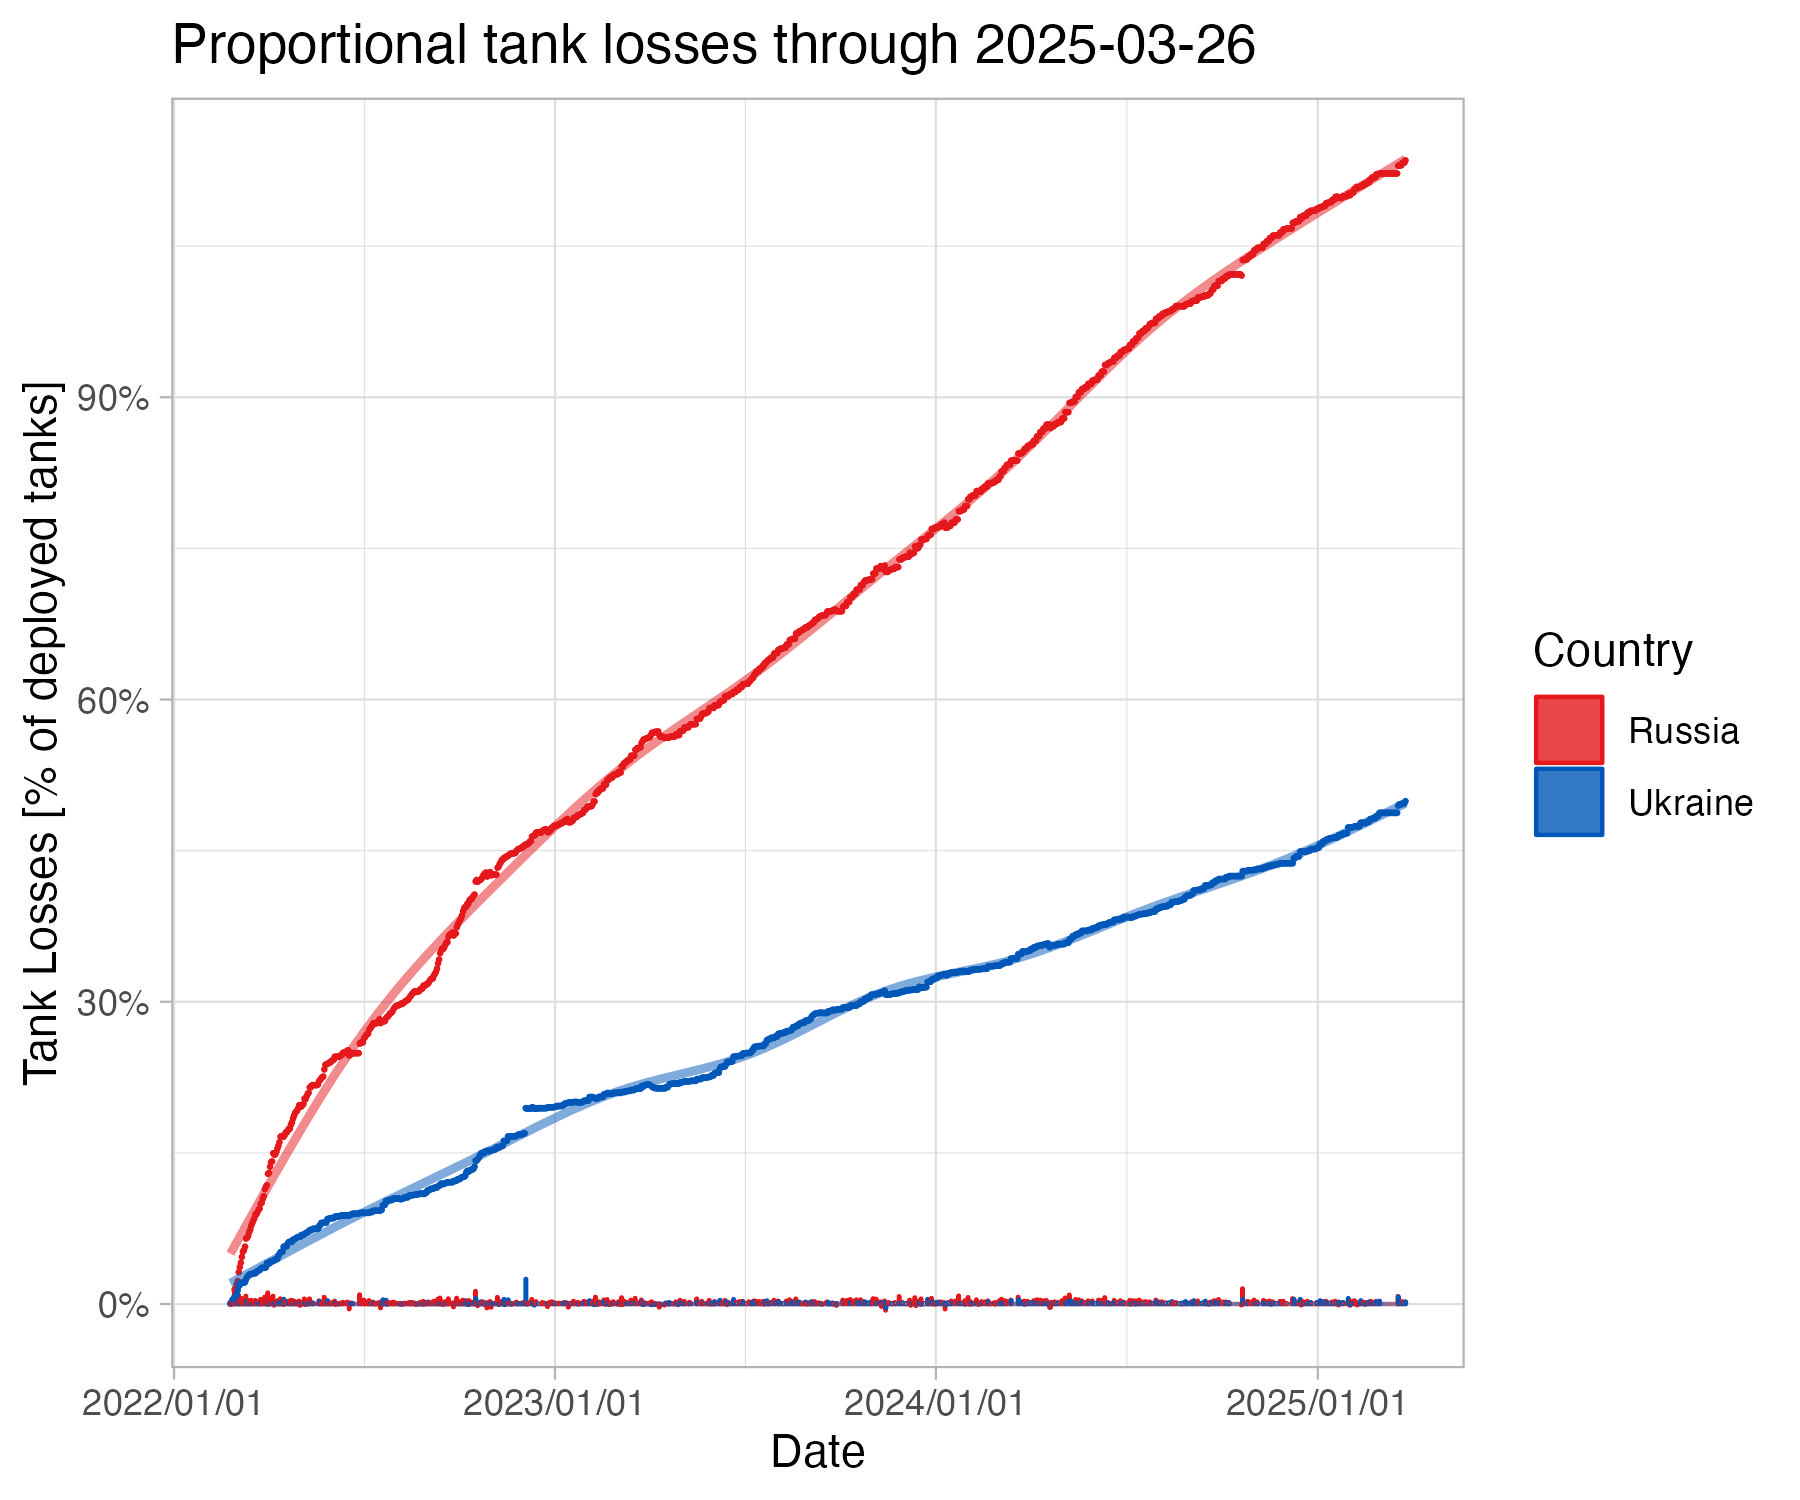 Proportional tank losses through 2025-03-26
Tank Losses [% of deployed tanks]
90%
60%
30%
0%
2022/01/01
2023/01/01
2024/01/01
2025/01/01
Date
Country
Russia
Ukraine